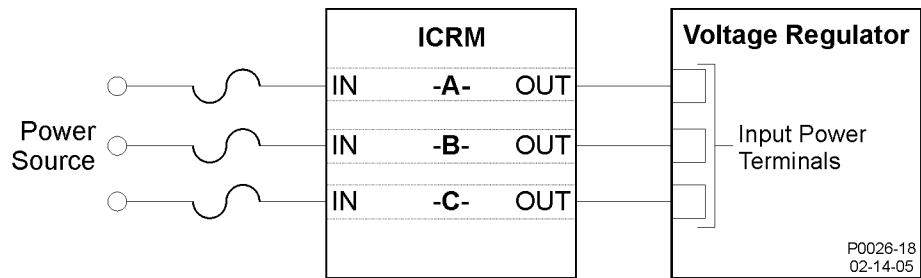 ICRM
Voltage Regulator
IN -A- OUT
Power
Source
IN -B- OUT
Input Power
Terminals
IN -C- OUT
P0026-18
02-14-05